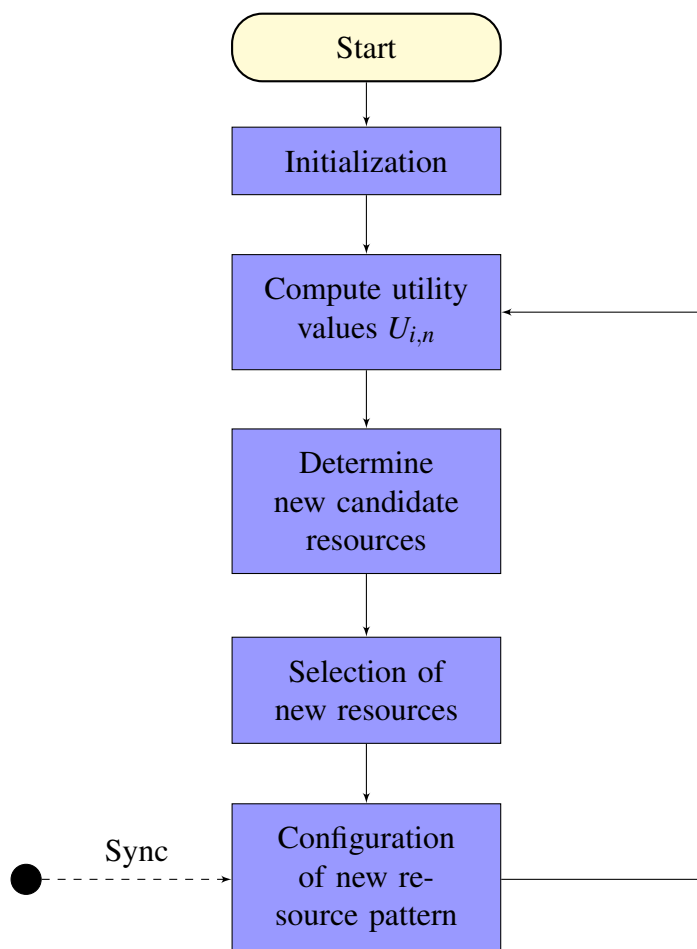 Start
Initialization
Compute utility
values U_{i,n}
Determine
new candidate
resources
Selection of
new resources
Sync
Configuration
of new re-
source pattern